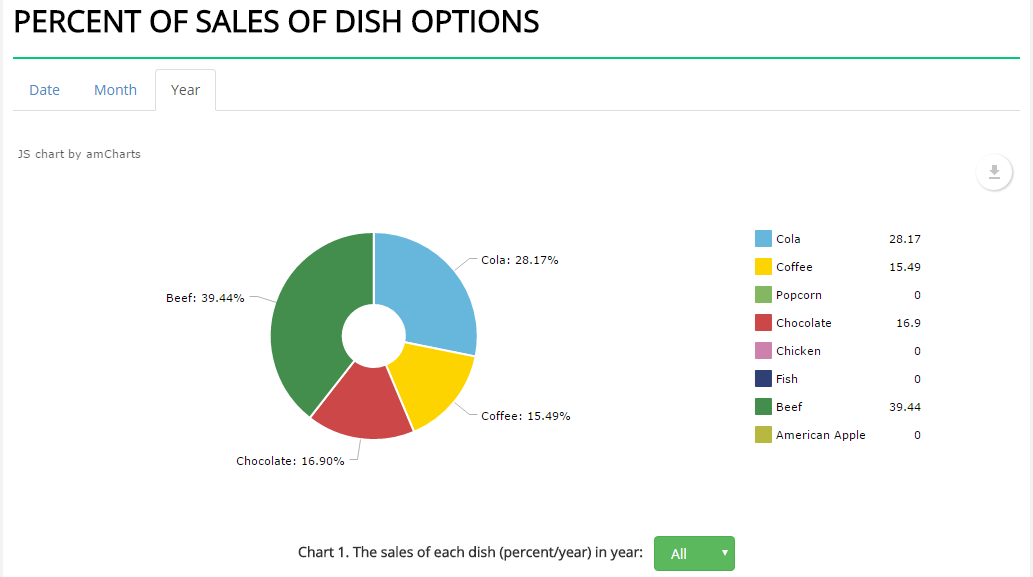 PERCENT OF SALES OF DISH OPTIONS
Date Month Year
JS chart by amCharts
Cola: 28.17%
Beef: 39.44%
Coffee: 15.49%
Chocolate: 16.90%
Cola 28.17
Coffee 15.49
Popcorn 0
Chocolate 16.9
Chicken 0
Fish 0
Beef 39.44
American Apple 0
Chart 1. The sales of each dish (percent/year) in year: All